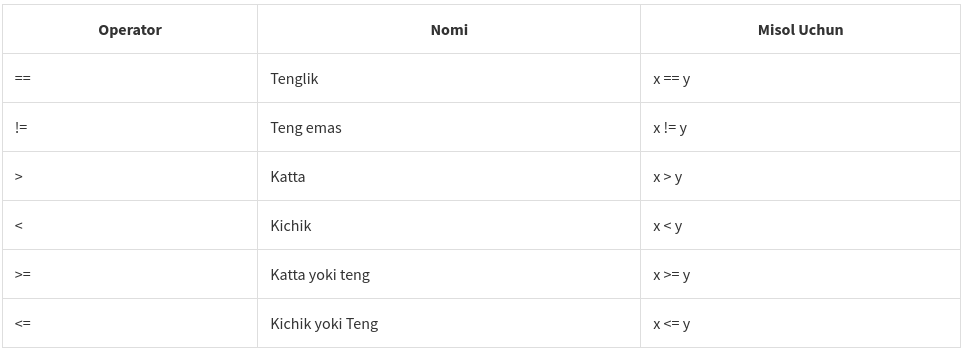 Operator Nomi Misol Uchun
== Tenglik x == y
!= Teng emas x != y
> Katta x > y
< Kichik x < y
>= Katta yoki teng x >= y
<= Kichik yoki Teng x <= y